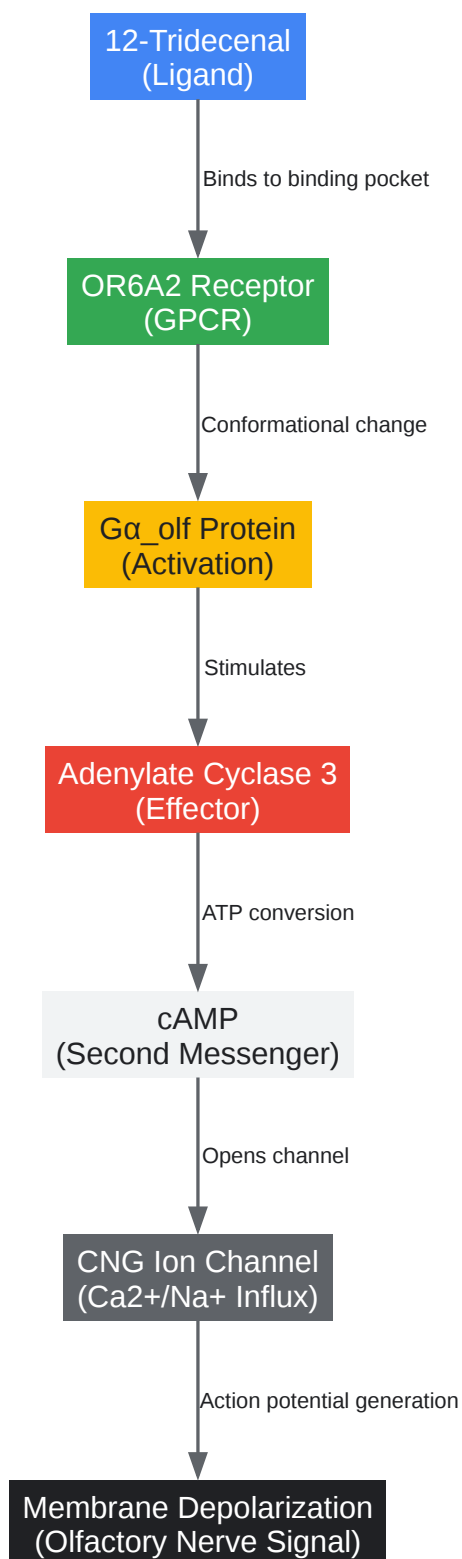 12-Tridecenal
(Ligand)
Binds to binding pocket
OR6A2 Receptor
(GPCR)
Conformational change
Gα_olf Protein
(Activation)
Stimulates
Adenylate Cyclase 3
(Effector)
ATP conversion
cAMP
(Second Messenger)
Opens channel
CNG Ion Channel
(Ca2+/Na+ Influx)
Action potential generation
Membrane Depolarization
(Olfactory Nerve Signal)